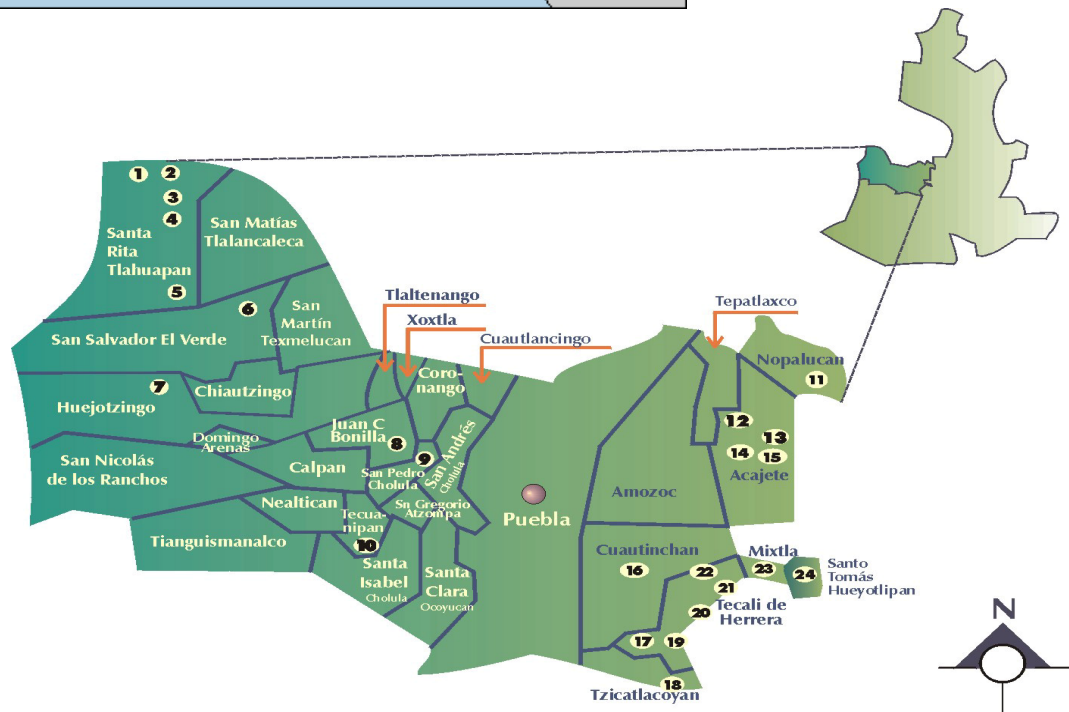 1
2
3
4
Santa
Rita
Tlahuapan
5
San Matías
Tlalancaleca
6
San Salvador El Verde
San
Martín
Texmelucan
Tlaltenango
Xoxtla
Cuautlancingo
Tepatlaxco
Nopalucan
11
7
Huejotzingo
Chiautzingo
Coro-
nango
Domingo
Arenas
Juan C
Bonilla
8
9
San Andrés
Cholula
12
13
14
15
Acajete
San Nicolás
de los Ranchos
Calpan
San Pedro
Cholula
Nealtican
Tecua-
nipan
10
Sn Gregorio
Atzompa
Puebla
Amozoc
Tianguismanalco
Santa
Isabel
Cholula
Santa
Clara
Ocoyucan
Cuautinchan
16
Mixtla
22
23
24
Santo
Tomás
Hueyotlipan
21
Tecali de
Herrera
20
17
19
18
Tzicatlacoyan
N